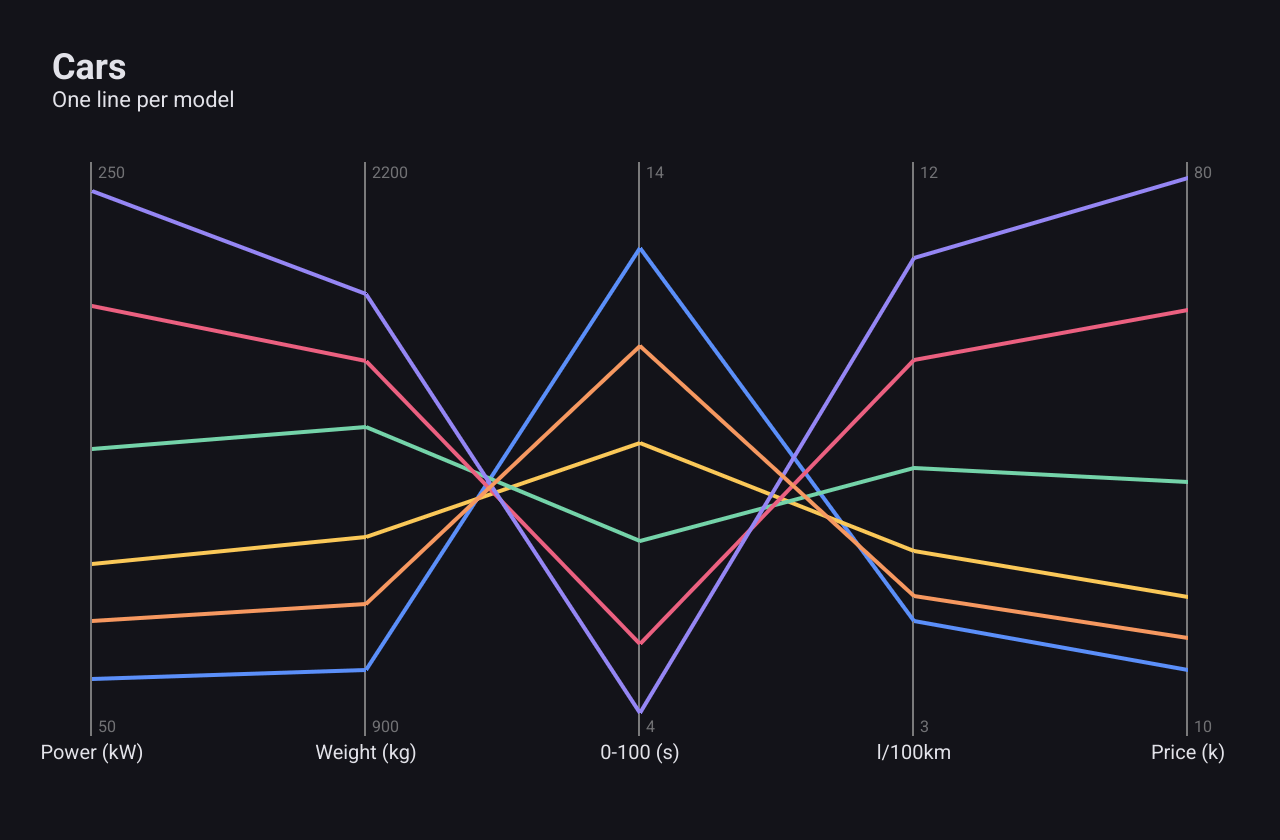 Cars
One line per model
250 2200 14 12 80
50 900 4 3 10
Power (kW) Weight (kg) 0-100 (s) l/100km Price (k)